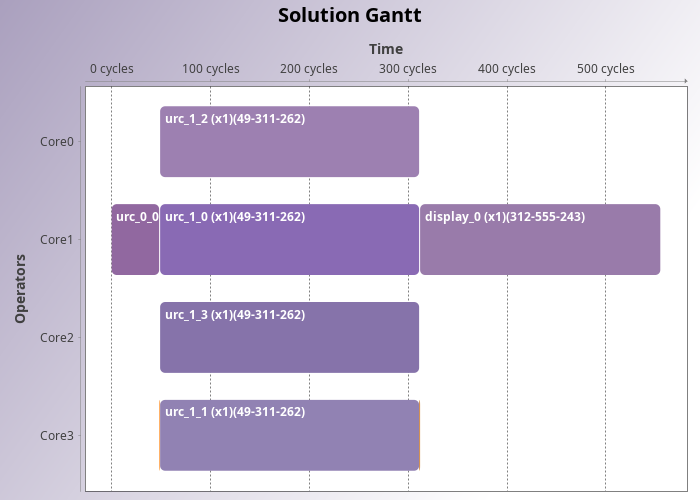 Solution Gantt
Time
0 cycles 100 cycles 200 cycles 300 cycles 400 cycles 500 cycles
Operators
Core0
urc_1_2 (x1)(49-311-262)
Core1
urc_0_0 urc_1_0 (x1)(49-311-262) display_0 (x1)(312-555-243)
Core2
urc_1_3 (x1)(49-311-262)
Core3
urc_1_1 (x1)(49-311-262)